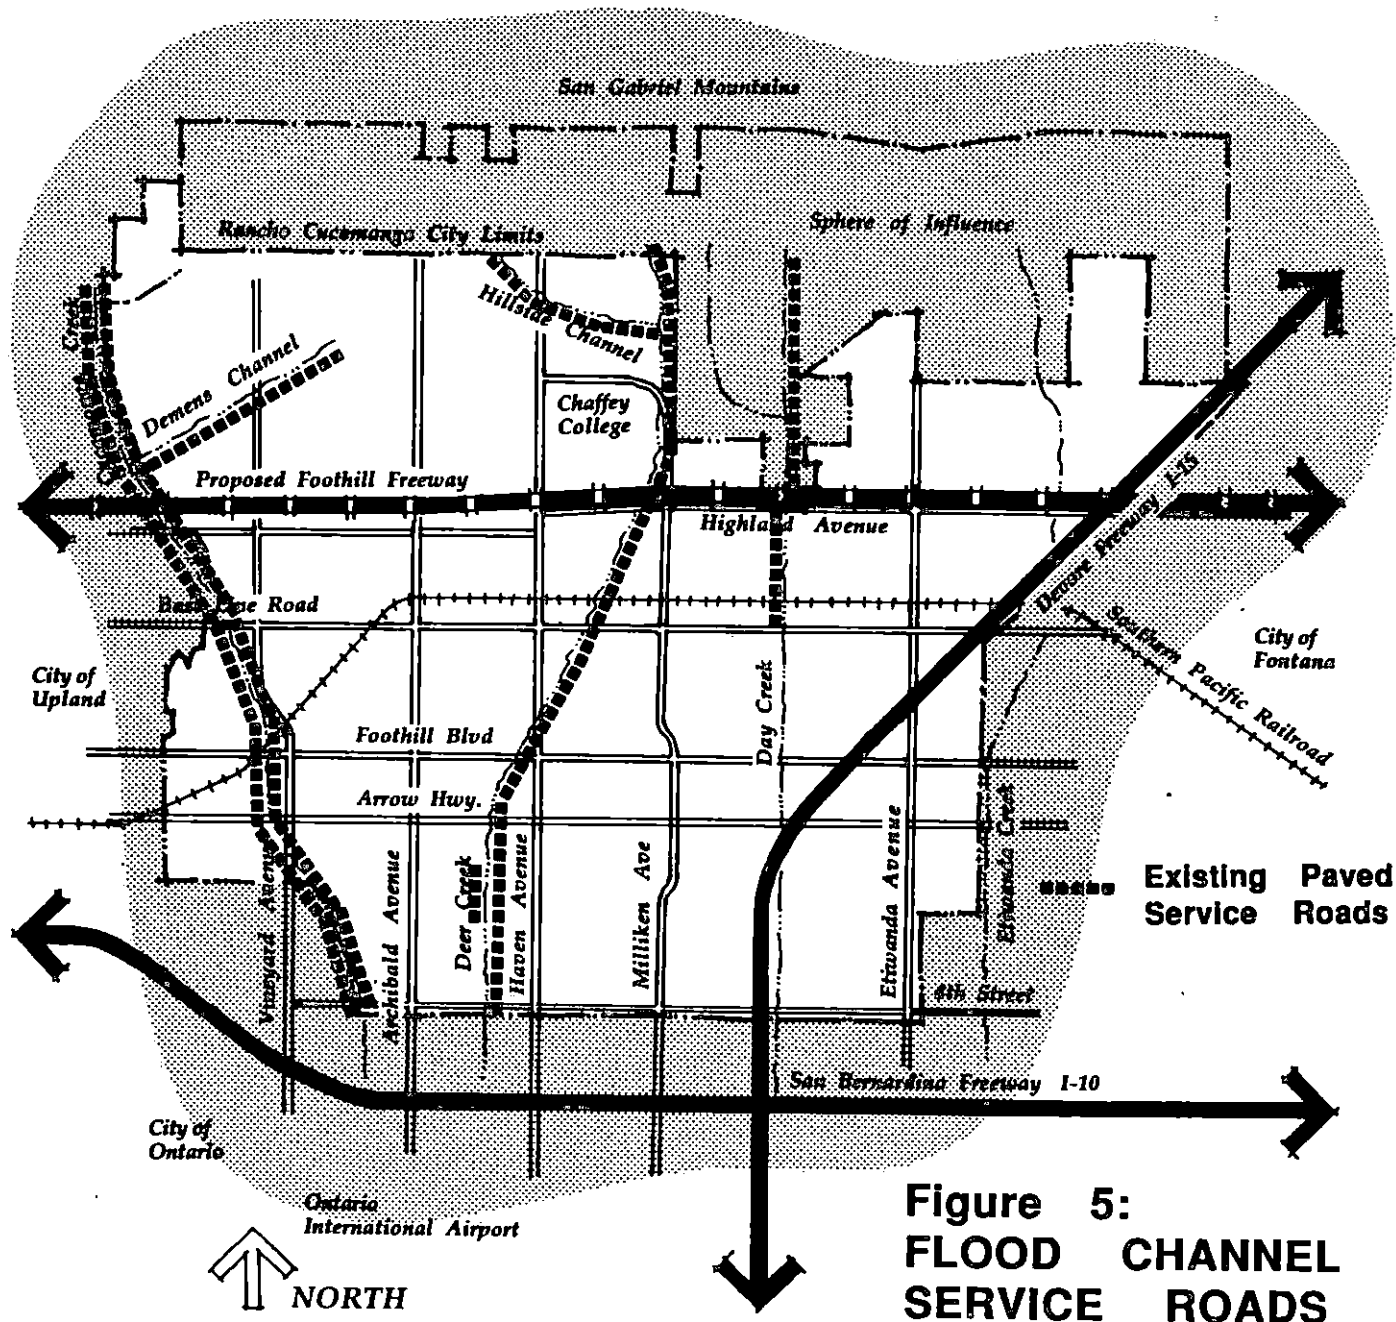 San Gabriel Mountains
Sphere of Influence
Rancho Cucamonga City Limits
Creek
Hillside Channel
Demens Channel
Chaffey
College
Proposed Foothill Freeway
Highland Avenue
Devore Freeway I-15
Base Line Road
Southern Pacific Railroad
City of
Fontana
City of
Upland
Day Creek
Foothill Blvd
Arrow Hwy.
Vineyard Avenue
Archibald Avenue
Deer Creek
Haven Avenue
Milliken Ave
Etiwanda Avenue
Etiwanda Creek
Existing Paved
Service Roads
4th Street
San Bernardino Freeway I-10
City of
Ontario
Ontario
International Airport
NORTH
Figure 5:
FLOOD CHANNEL
SERVICE ROADS